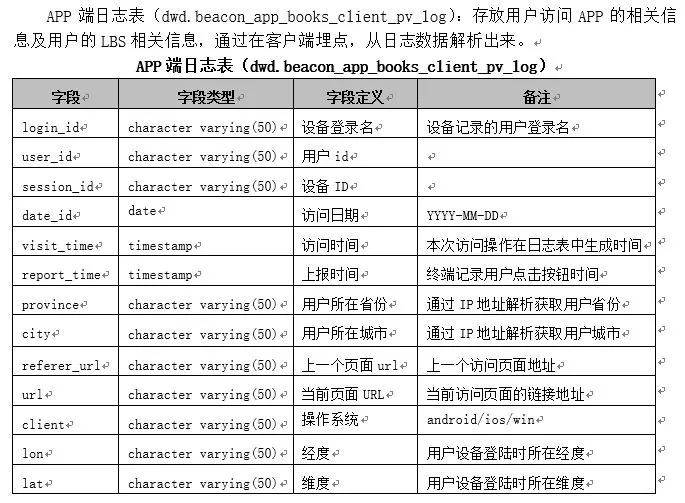 APP 端日志表（dwd.beacon_app_books_client_pv_log）：存放用户访问 APP 的相关信
息及用户的 LBS 相关信息，通过在客户端埋点，从日志数据解析出来。
APP 端日志表（dwd.beacon_app_books_client_pv_log）
字段 字段类型 字段定义 备注
login_id character varying(50) 设备登录名 设备记录的用户登录名
user_id character varying(50) 用户 id
session_id character varying(50) 设备 ID
date_id date 访问日期 YYYY-MM-DD
visit_time timestamp 访问时间 本次访问操作在日志表中生成时间
report_time timestamp 上报时间 终端记录用户点击按钮时间
province character varying(50) 用户所在省份 通过 IP 地址解析获取用户省份
city character varying(50) 用户所在城市 通过 IP 地址解析获取用户城市
referer_url character varying(50) 上一个页面 url 上一个访问页面地址
url character varying(50) 当前页面 URL 当前访问页面的链接地址
client character varying(50) 操作系统 android/ios/win
lon character varying(50) 经度 用户设备登陆时所在经度
lat character varying(50) 维度 用户设备登陆时所在维度